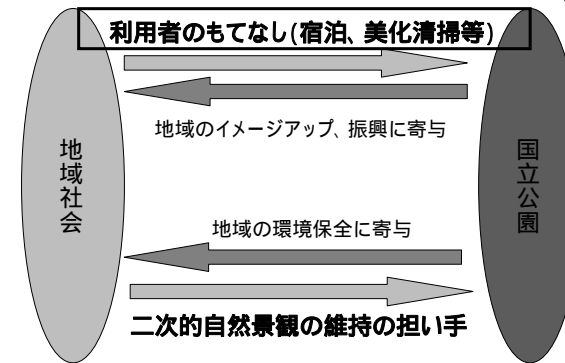 利用者のもてなし(宿泊、美化清掃等)
地域のイメージアップ、振興に寄与
地域社会
国立公園
地域の環境保全に寄与
二次的自然景観の維持の担い手